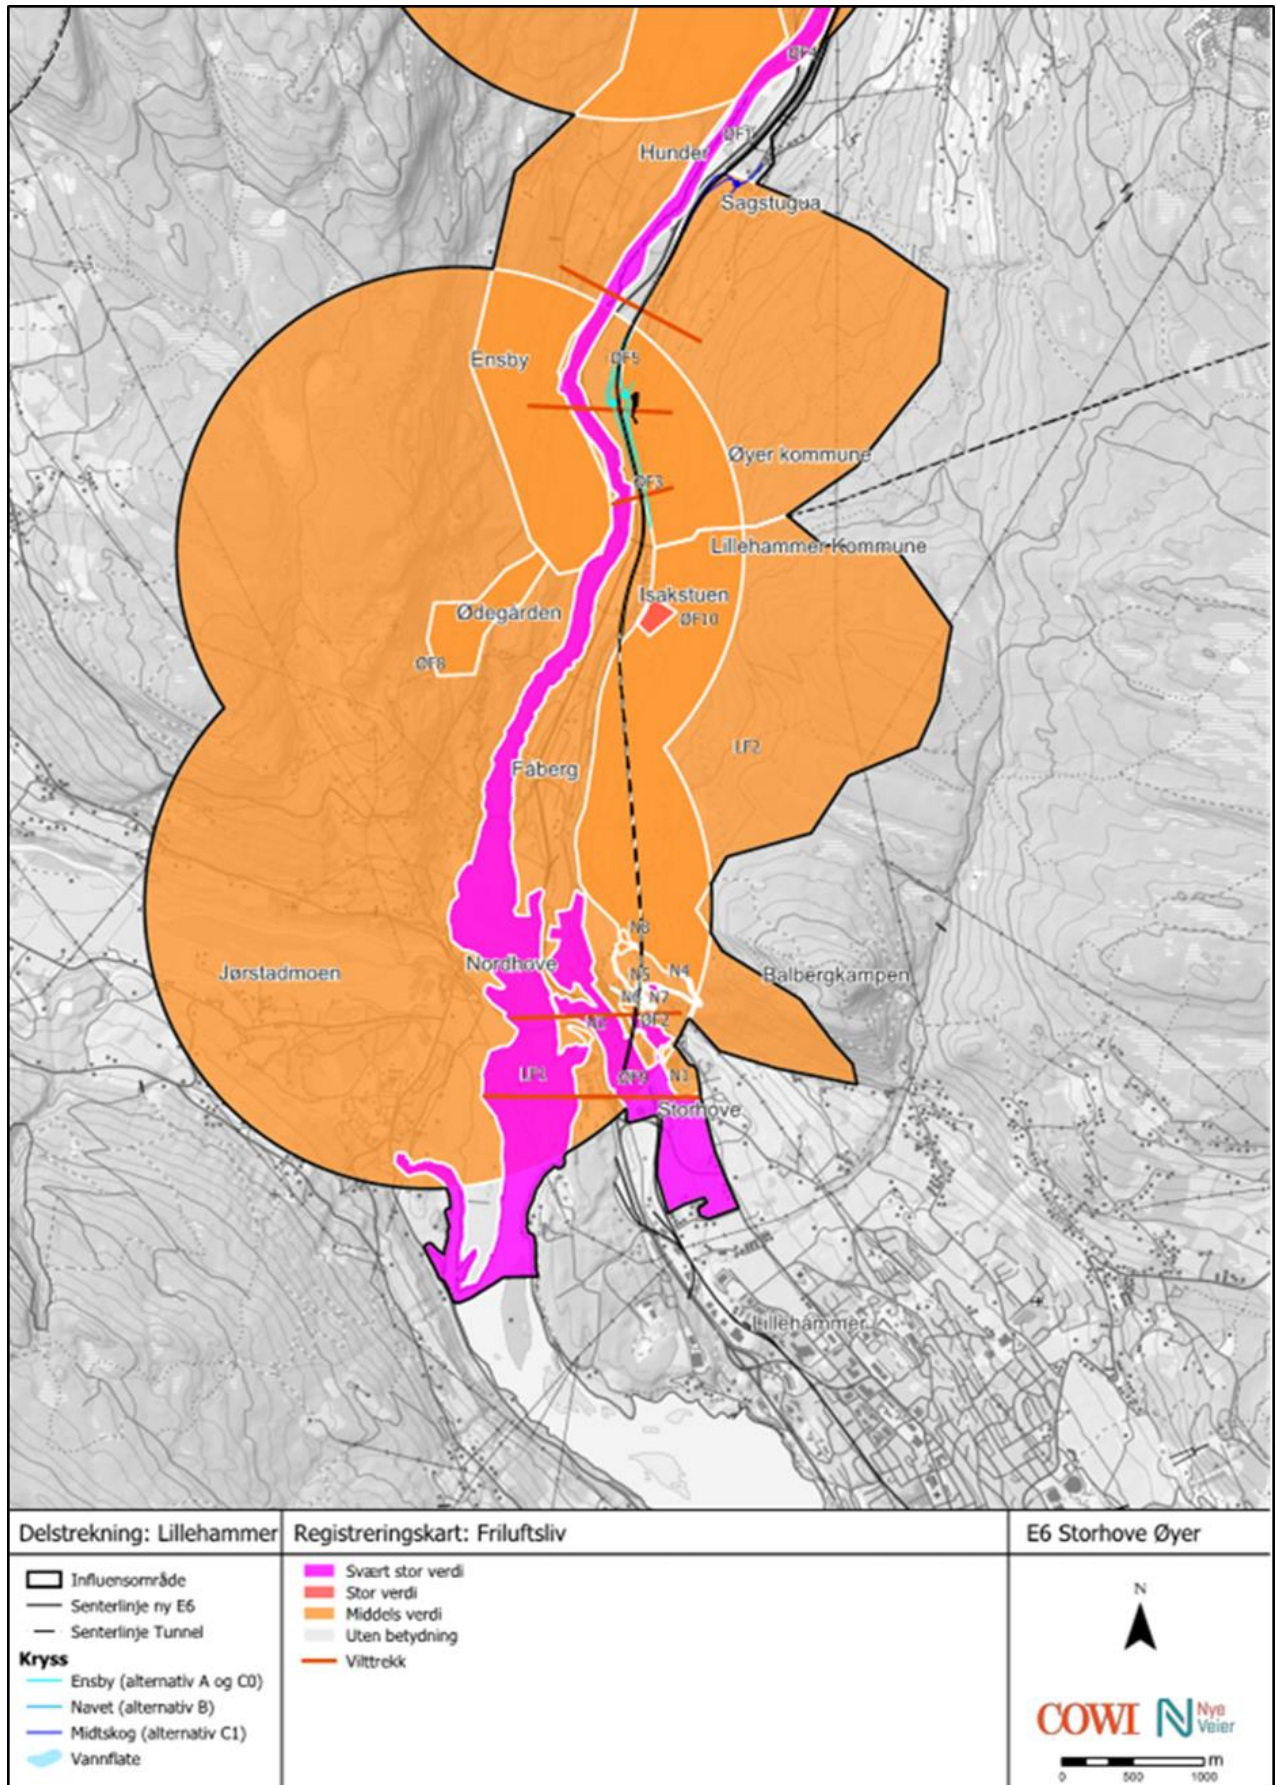 ØF4
ØF1
Hunder
Sagstugua
ØF5
Ensby
Øyer kommune
ØF3
Lillehammer Kommune
Isakstuen
Ødegården
ØF10
ØF8
LF2
Fåberg
N8
Nordhove
N5
N4
Jørstadmoen
Balbergkampen
N6
N7
ØF2
LF1
ØF9
N1
Storhove
Lillehammer
Delstrekning: Lillehammer
Registreringskart: Friluftsliv
E6 Storhove Øyer
Influensområde
Senterlinje ny E6
Senterlinje Tunnel
Kryss
Ensby (alternativ A og C0)
Navet (alternativ B)
Midtskog (alternativ C1)
Vannflate
Svært stor verdi
Stor verdi
Middels verdi
Uten betydning
Vilttrekk
N
COWI
Nye
Veier
m
0 500 1000